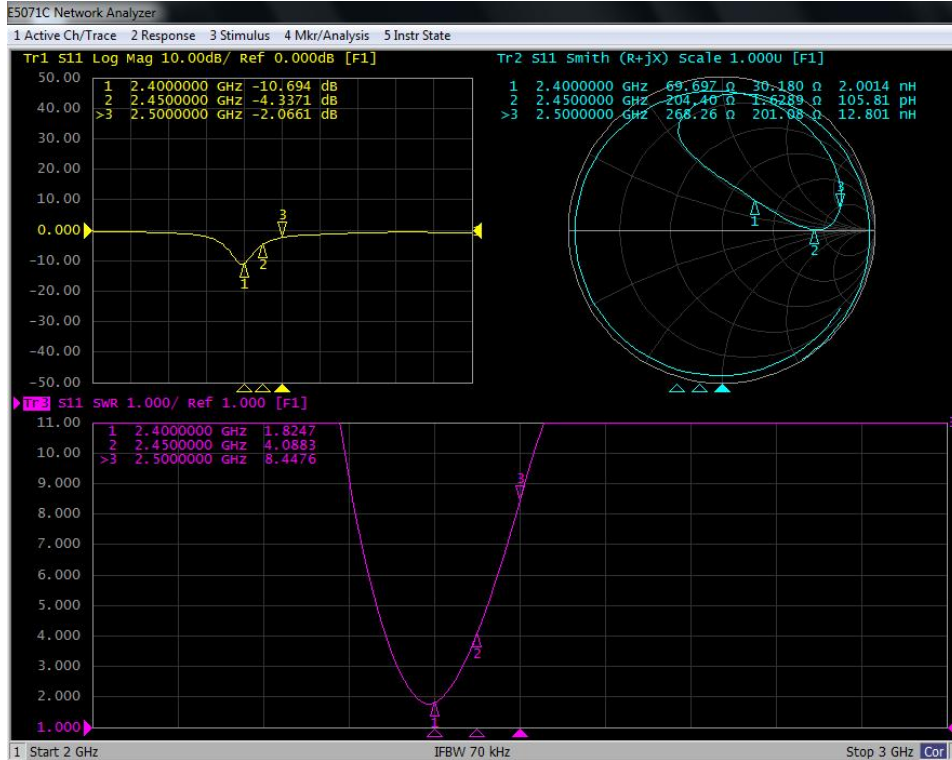 E5071C Network Analyzer
1 Active Ch/Trace 2 Response 3 Stimulus 4 Mkr/Analysis 5 Instr State
Tr1 S11 Log Mag 10.00dB/ Ref 0.000dB [F1]
50.00
1 2.4000000 GHz -10.694 dB
2 2.4500000 GHz -4.3371 dB
>3 2.5000000 GHz -2.0661 dB
40.00
30.00
20.00
10.00
0.000
-10.00
-20.00
-30.00
-40.00
-50.00
3
2
1
Tr2 S11 Smith (R+jX) Scale 1.000U [F1]
1 2.4000000 GHz 69.697 Ω 30.180 Ω 2.0014 nH
2 2.4500000 GHz 204.40 Ω 1.6289 Ω 105.81 pH
>3 2.5000000 GHz 268.26 Ω 201.08 Ω 12.801 nH
3
1
2
Tr3 S11 SWR 1.000/ Ref 1.000 [F1]
11.00
1 2.4000000 GHz 1.8247
2 2.4500000 GHz 4.0883
>3 2.5000000 GHz 8.4476
10.00
9.000
8.000
7.000
6.000
5.000
4.000
3.000
2.000
1.000
3
2
1
1 Start 2 GHz IFBW 70 kHz Stop 3 GHz Cor